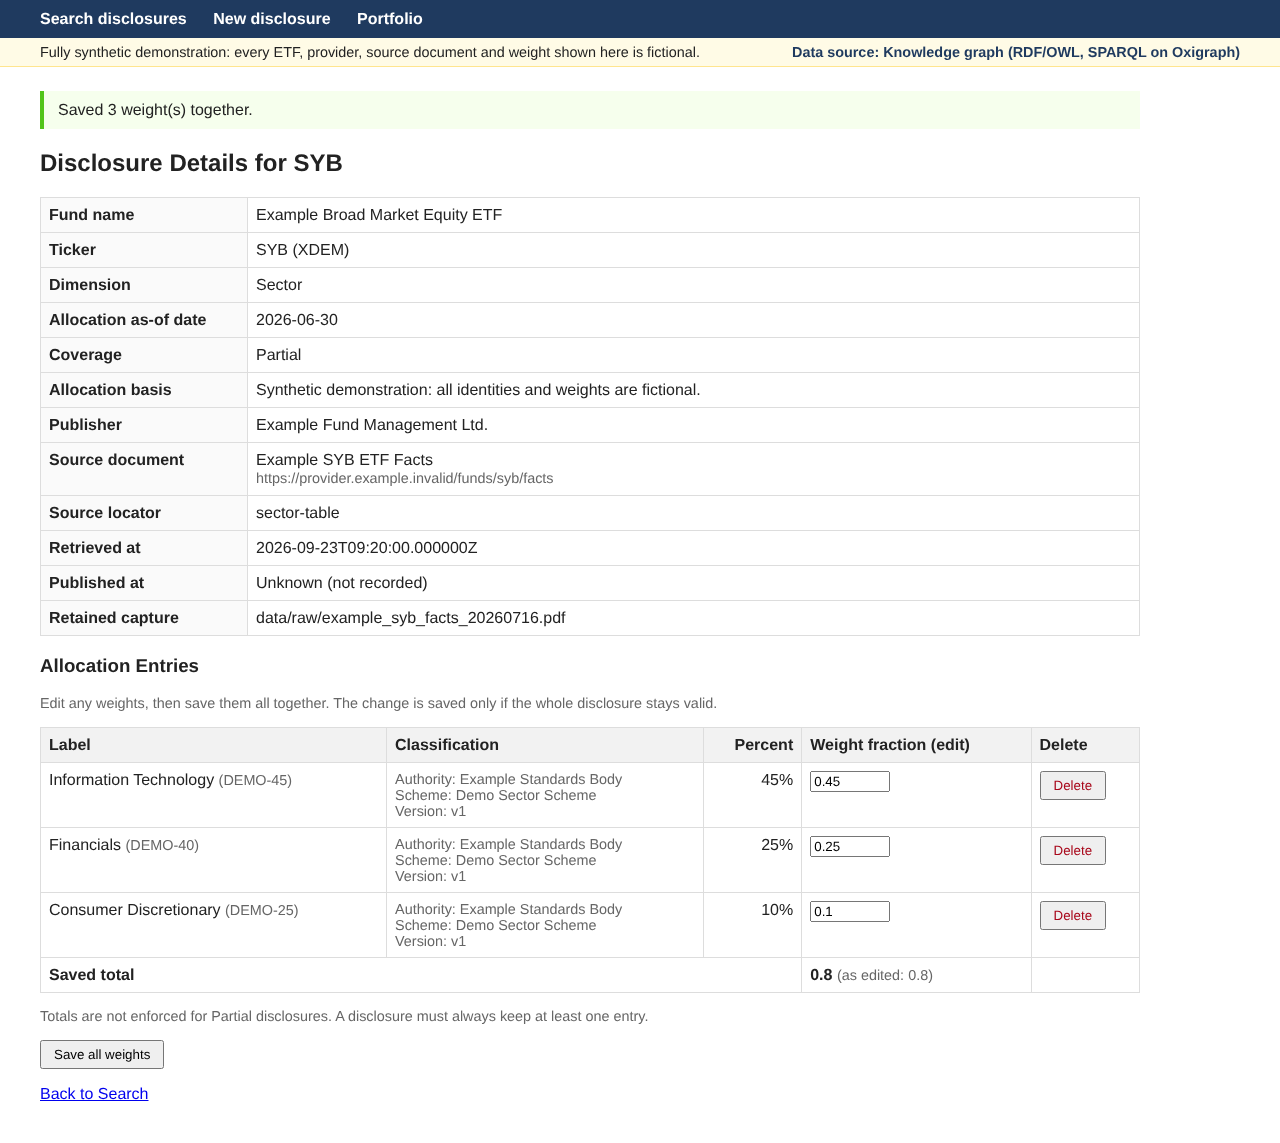 Search disclosures New disclosure Portfolio
Fully synthetic demonstration: every ETF, provider, source document and weight shown here is fictional. Data source: Knowledge graph (RDF/OWL, SPARQL on Oxigraph)
Saved 3 weight(s) together.
Disclosure Details for SYB
Fund name Example Broad Market Equity ETF
Ticker SYB (XDEM)
Dimension Sector
Allocation as-of date 2026-06-30
Coverage Partial
Allocation basis Synthetic demonstration: all identities and weights are fictional.
Publisher Example Fund Management Ltd.
Source document Example SYB ETF Facts
https://provider.example.invalid/funds/syb/facts
Source locator sector-table
Retrieved at 2026-09-23T09:20:00.000000Z
Published at Unknown (not recorded)
Retained capture data/raw/example_syb_facts_20260716.pdf
Allocation Entries
Edit any weights, then save them all together. The change is saved only if the whole disclosure stays valid.
Label Classification Percent Weight fraction (edit) Delete
Information Technology (DEMO-45) Authority: Example Standards Body 45% 0.45 Delete
Scheme: Demo Sector Scheme
Version: v1
Financials (DEMO-40) Authority: Example Standards Body 25% 0.25 Delete
Scheme: Demo Sector Scheme
Version: v1
Consumer Discretionary (DEMO-25) Authority: Example Standards Body 10% 0.1 Delete
Scheme: Demo Sector Scheme
Version: v1
Saved total 0.8 (as edited: 0.8)
Totals are not enforced for Partial disclosures. A disclosure must always keep at least one entry.
Save all weights
Back to Search